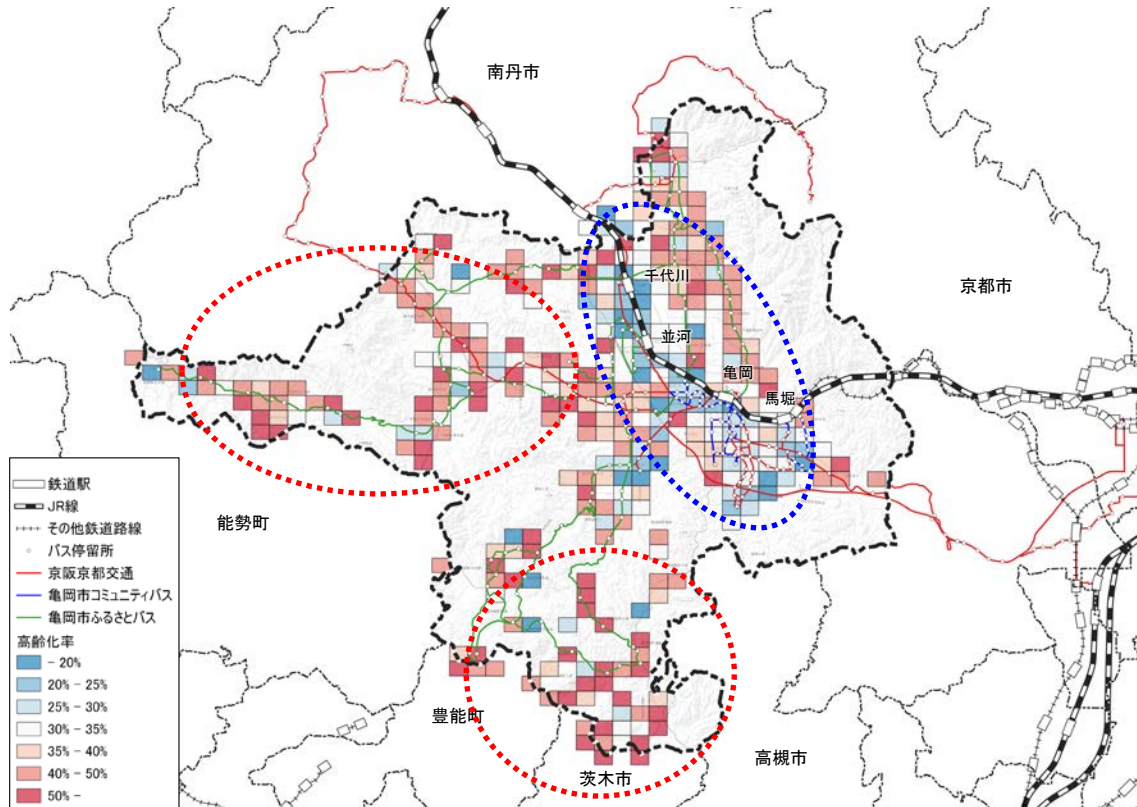 南丹市
千代川
京都市
並河
亀岡
馬堀
鉄道駅
JR線
その他鉄道路線
バス停留所
京阪京都交通
亀岡市コミュニティバス
亀岡市ふるさとバス
高齢化率
- 20%
20% - 25%
25% - 30%
30% - 35%
35% - 40%
40% - 50%
50% -
能勢町
豊能町
茨木市
高槻市